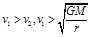 v₁ > v₂, v₁ > √(GM/r)